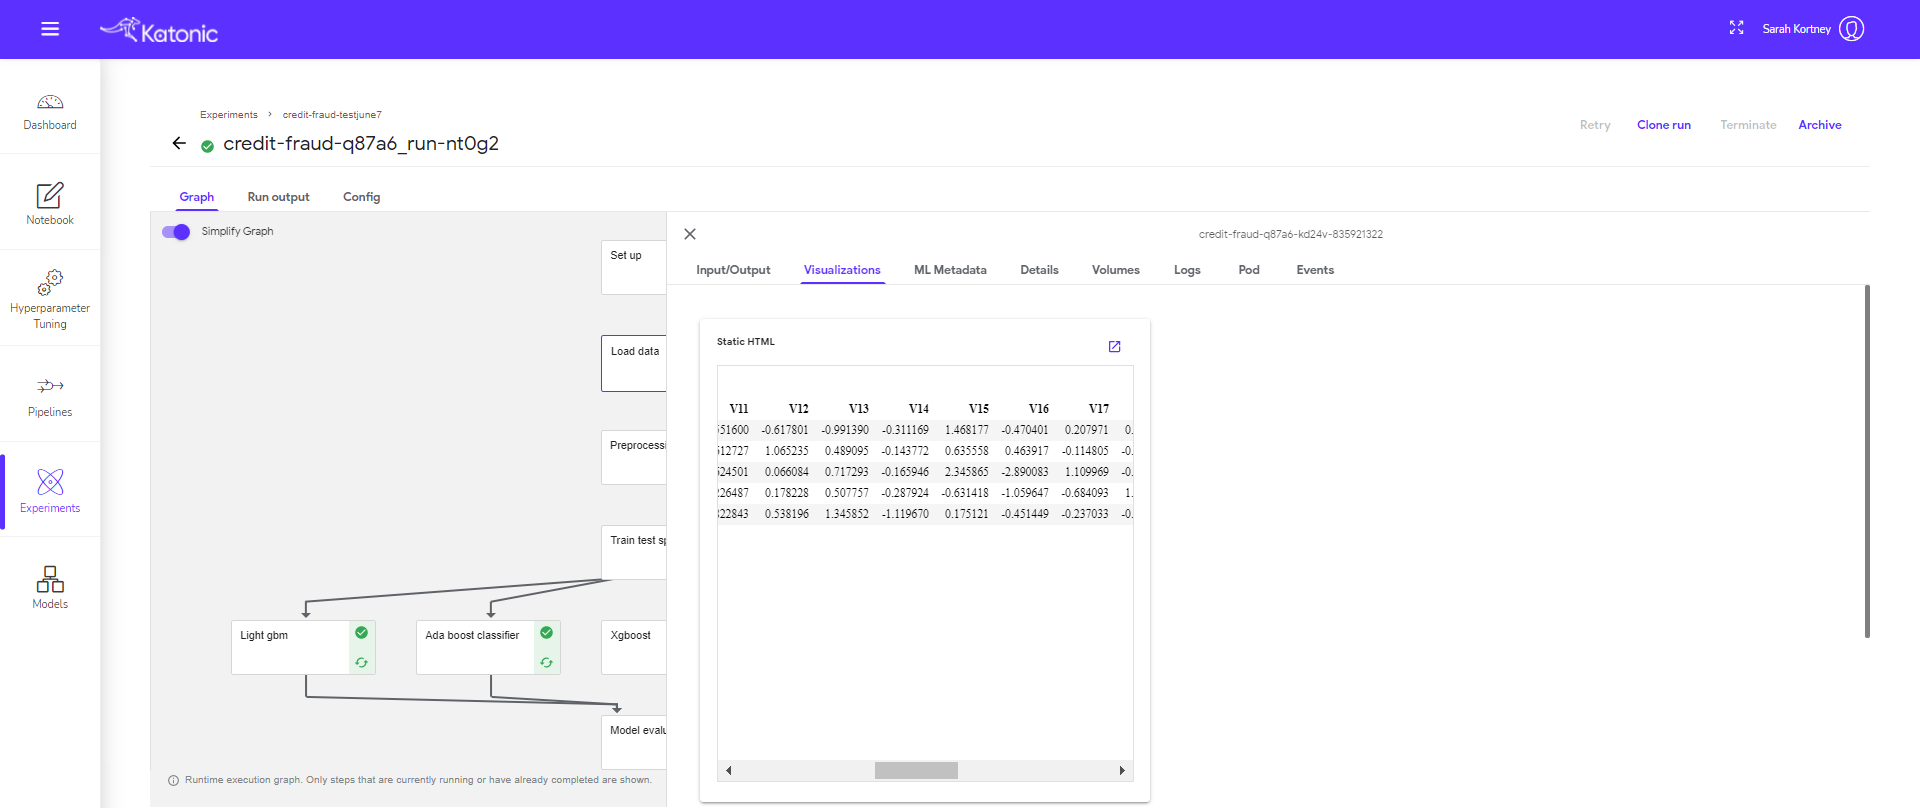 Katonic
Sarah Kortney
Dashboard
Notebook
Hyperparameter
Tuning
Pipelines
Experiments
Models
Experiments > credit-fraud-testjune7
credit-fraud-q87a6_run-nt0g2
Retry Clone run Terminate Archive
Graph Run output Config
Simplify Graph
Set up
Load data
Preprocessi
Train test sp
Light gbm
Ada boost classifier
Xgboost
Model evalu
Runtime execution graph. Only steps that are currently running or have already completed are shown.
credit-fraud-q87a6-kd24v-835921322
Input/Output Visualizations ML Metadata Details Volumes Logs Pod Events
Static HTML
V11 V12 V13 V14 V15 V16 V17
51600 -0.617801 -0.991390 -0.311169 1.468177 -0.470401 0.207971 0.
12727 1.065235 0.489095 -0.143772 0.635558 0.463917 -0.114805 -0.
24501 0.066084 0.717293 -0.165946 2.345865 -2.890083 1.109969 -0.
26487 0.178228 0.507757 -0.287924 -0.631418 -1.059647 -0.684093 1.
22843 0.538196 1.345852 -1.119670 0.175121 -0.451449 -0.237033 -0.